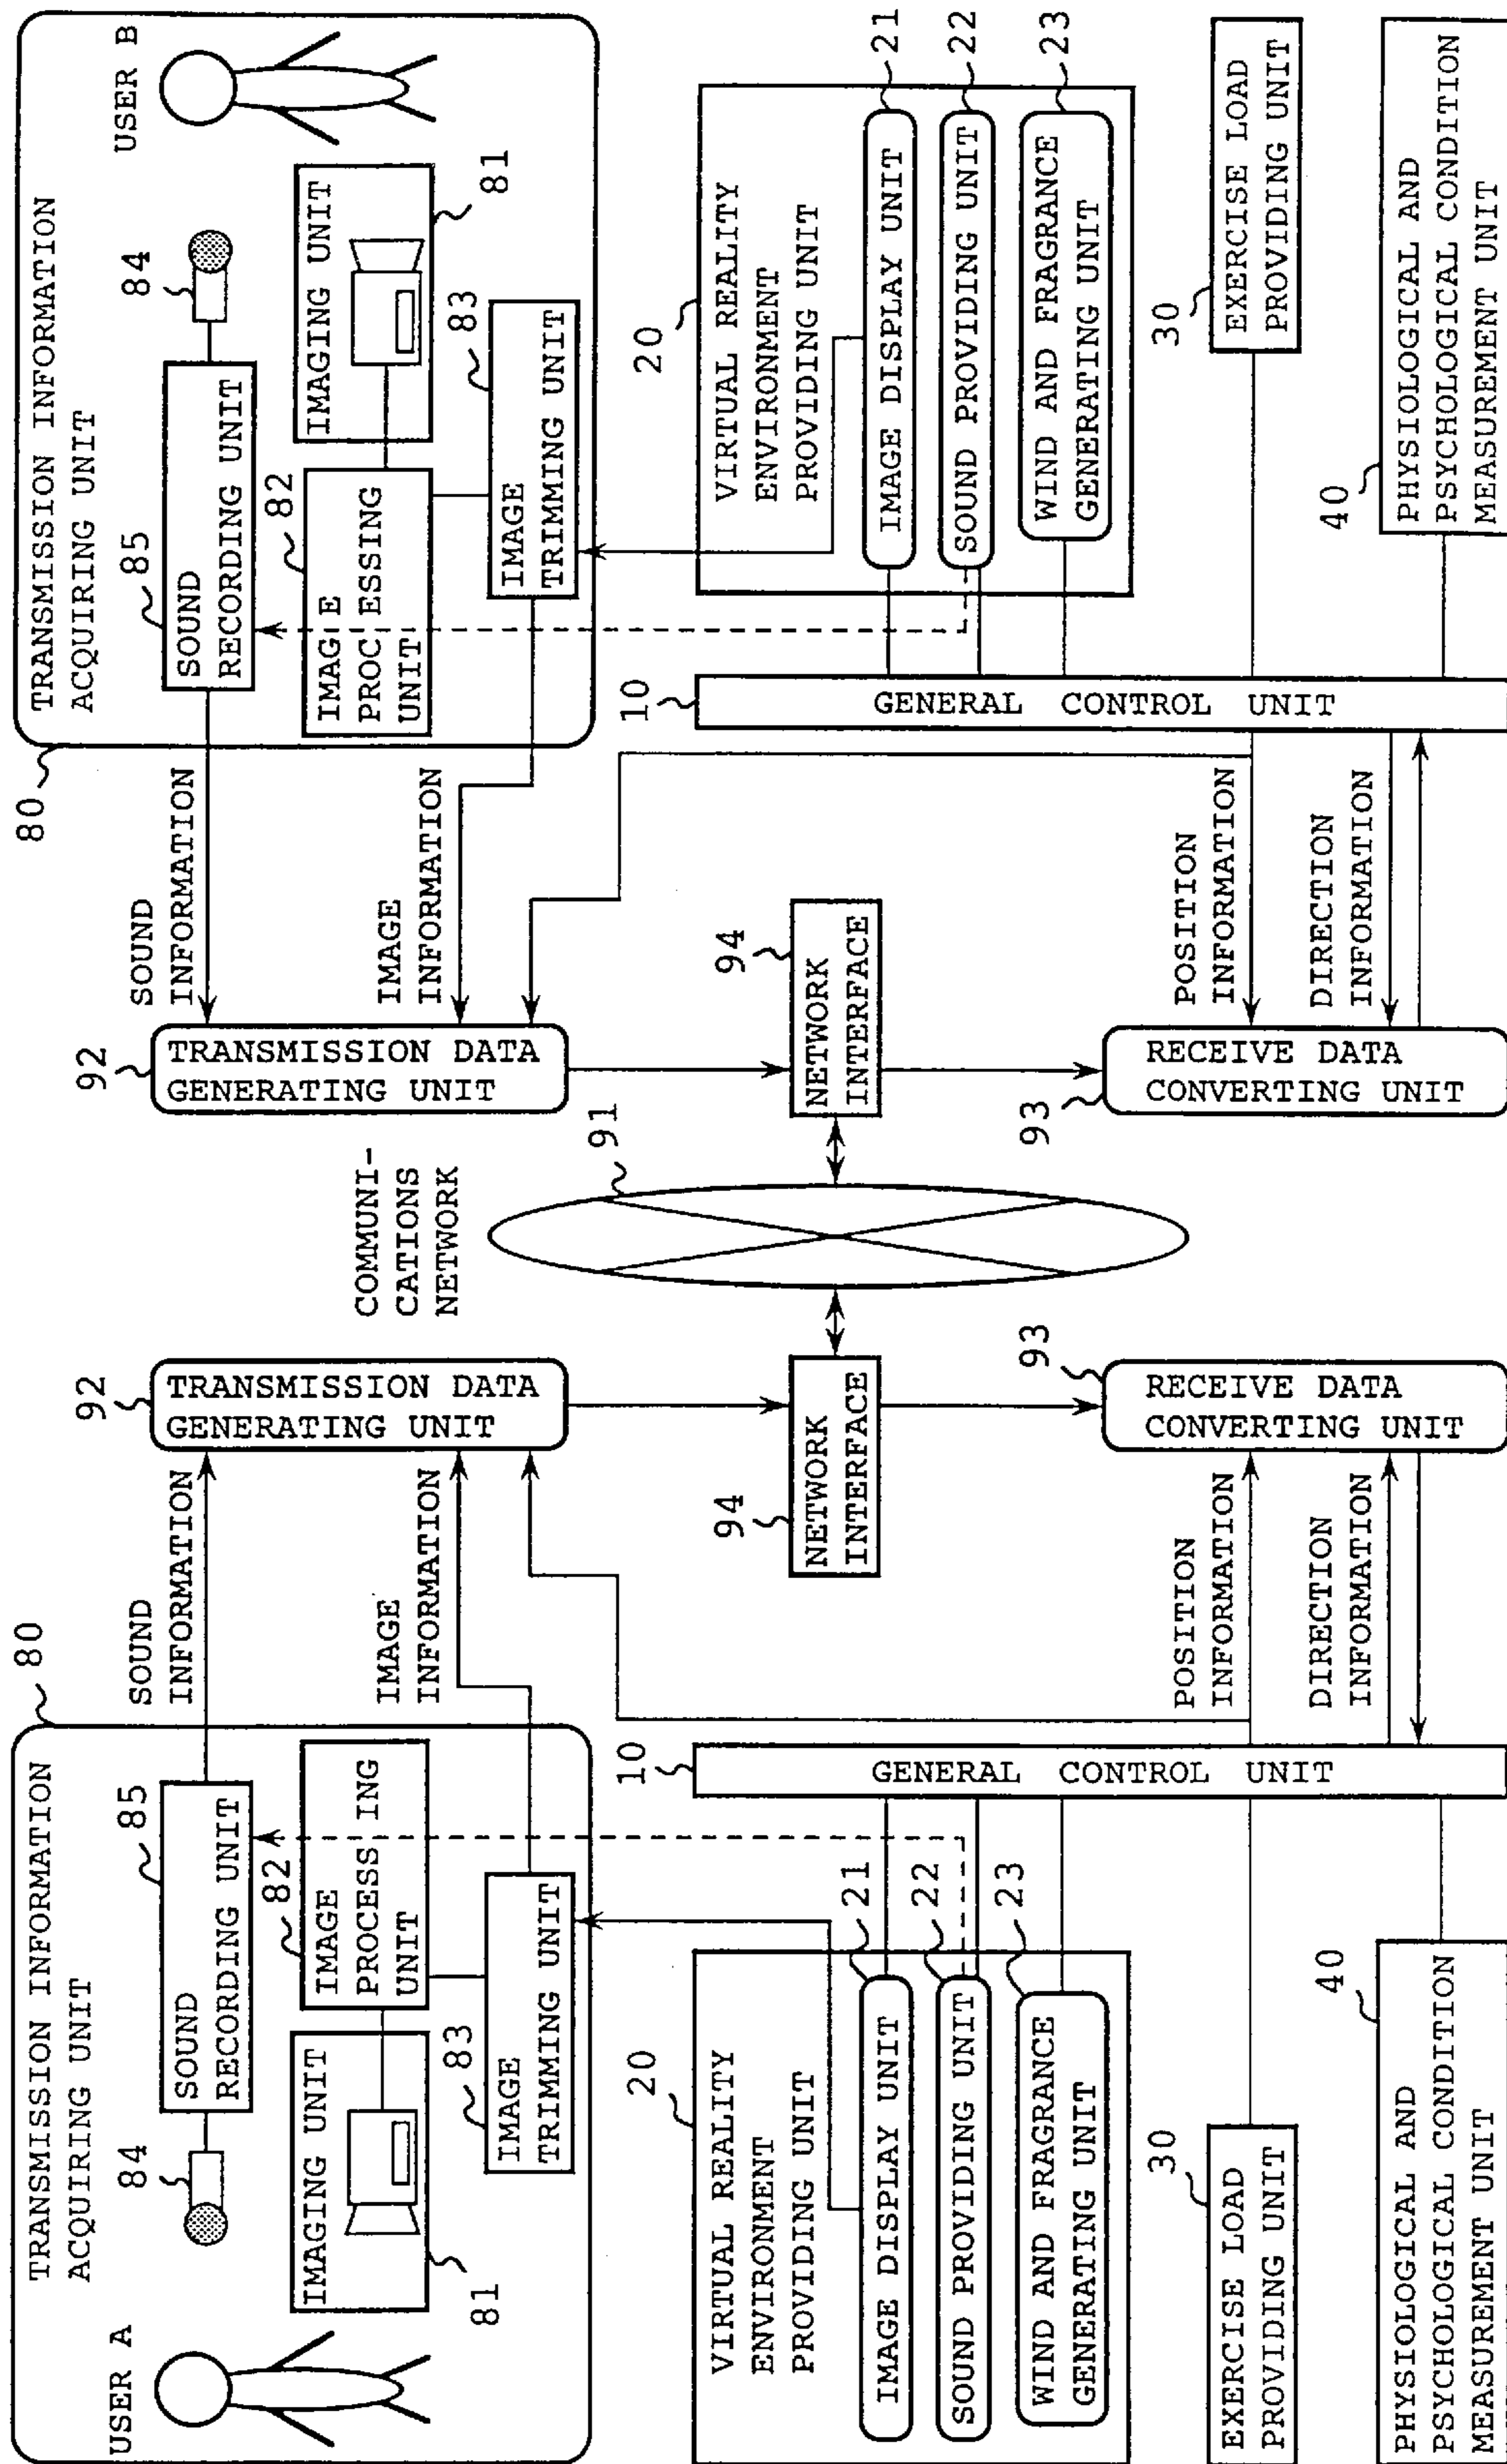 TRANSMISSION INFORMATION
ACQUIRING UNIT
80
USER A
84
85
SOUND
RECORDING UNIT
IMAGING UNIT
81
82
IMAGE
PROCESS ING
UNIT
83
IMAGE
TRIMMING UNIT
SOUND
INFORMATION
IMAGE
INFORMATION
92
TRANSMISSION DATA
GENERATING UNIT
20
VIRTUAL REALITY
ENVIRONMENT
PROVIDING UNIT
21
IMAGE DISPLAY UNIT
22
SOUND PROVIDING UNIT
23
WIND AND FRAGRANCE
GENERATING UNIT
10
GENERAL CONTROL UNIT
30
EXERCISE LOAD
PROVIDING UNIT
40
PHYSIOLOGICAL AND
PSYCHOLOGICAL CONDITION
MEASUREMENT UNIT
94
NETWORK
INTERFACE
POSITION
INFORMATION
DIRECTION
INFORMATION
93
RECEIVE DATA
CONVERTING UNIT
COMMUNI-
CATIONS
NETWORK
91
92
TRANSMISSION DATA
GENERATING UNIT
94
NETWORK
INTERFACE
93
RECEIVE DATA
CONVERTING UNIT
SOUND
INFORMATION
IMAGE
INFORMATION
POSITION
INFORMATION
DIRECTION
INFORMATION
80
TRANSMISSION INFORMATION
ACQUIRING UNIT
USER B
85
SOUND
RECORDING UNIT
84
82
IMAG E
PROC ESSING
UNIT
IMAGING UNIT
81
83
IMAGE
TRIMMING UNIT
10
GENERAL CONTROL UNIT
20
VIRTUAL REALITY
ENVIRONMENT
PROVIDING UNIT
IMAGE DISPLAY UNIT
21
SOUND PROVIDING UNIT
22
WIND AND FRAGRANCE
GENERATING UNIT
23
30
EXERCISE LOAD
PROVIDING UNIT
40
PHYSIOLOGICAL AND
PSYCHOLOGICAL CONDITION
MEASUREMENT UNIT